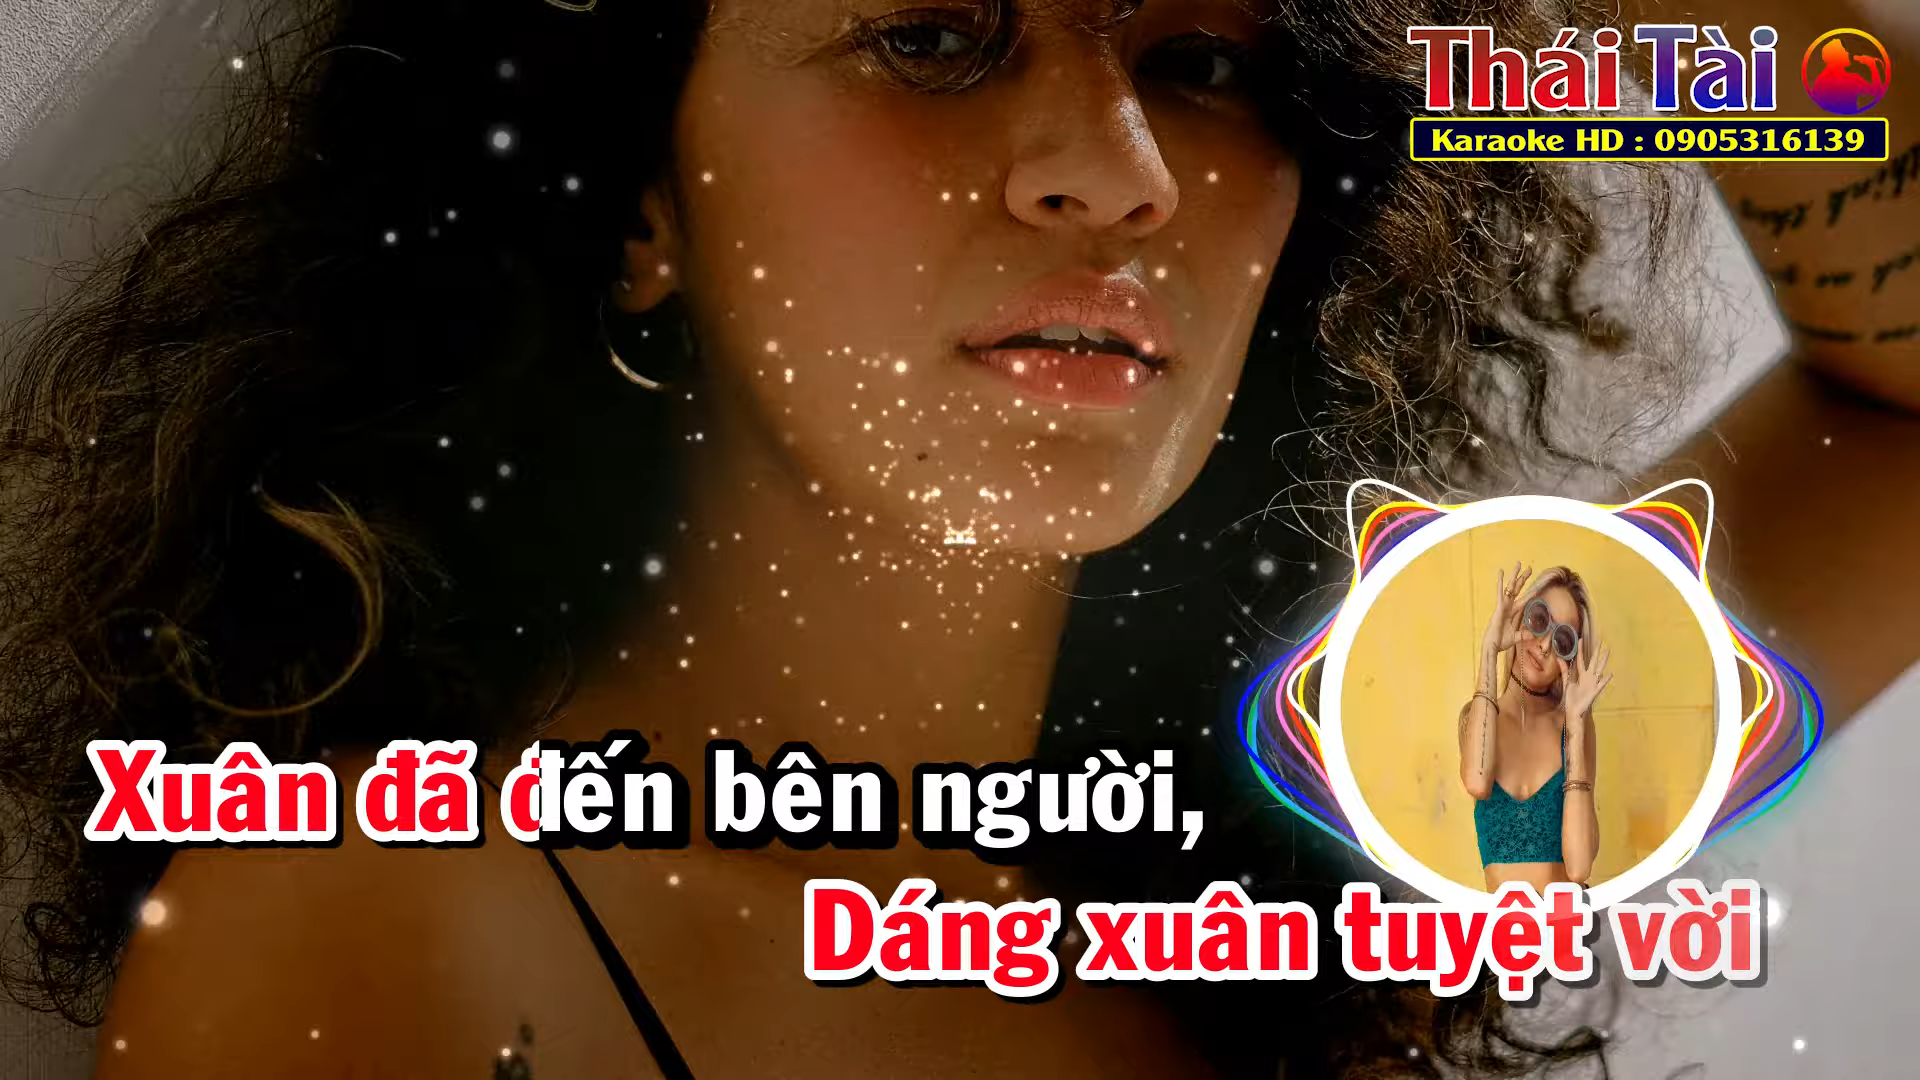 Thái Tài
Karaoke HD : 0905316139
Xuân đã đến bên người,
Dáng xuân tuyệt vời